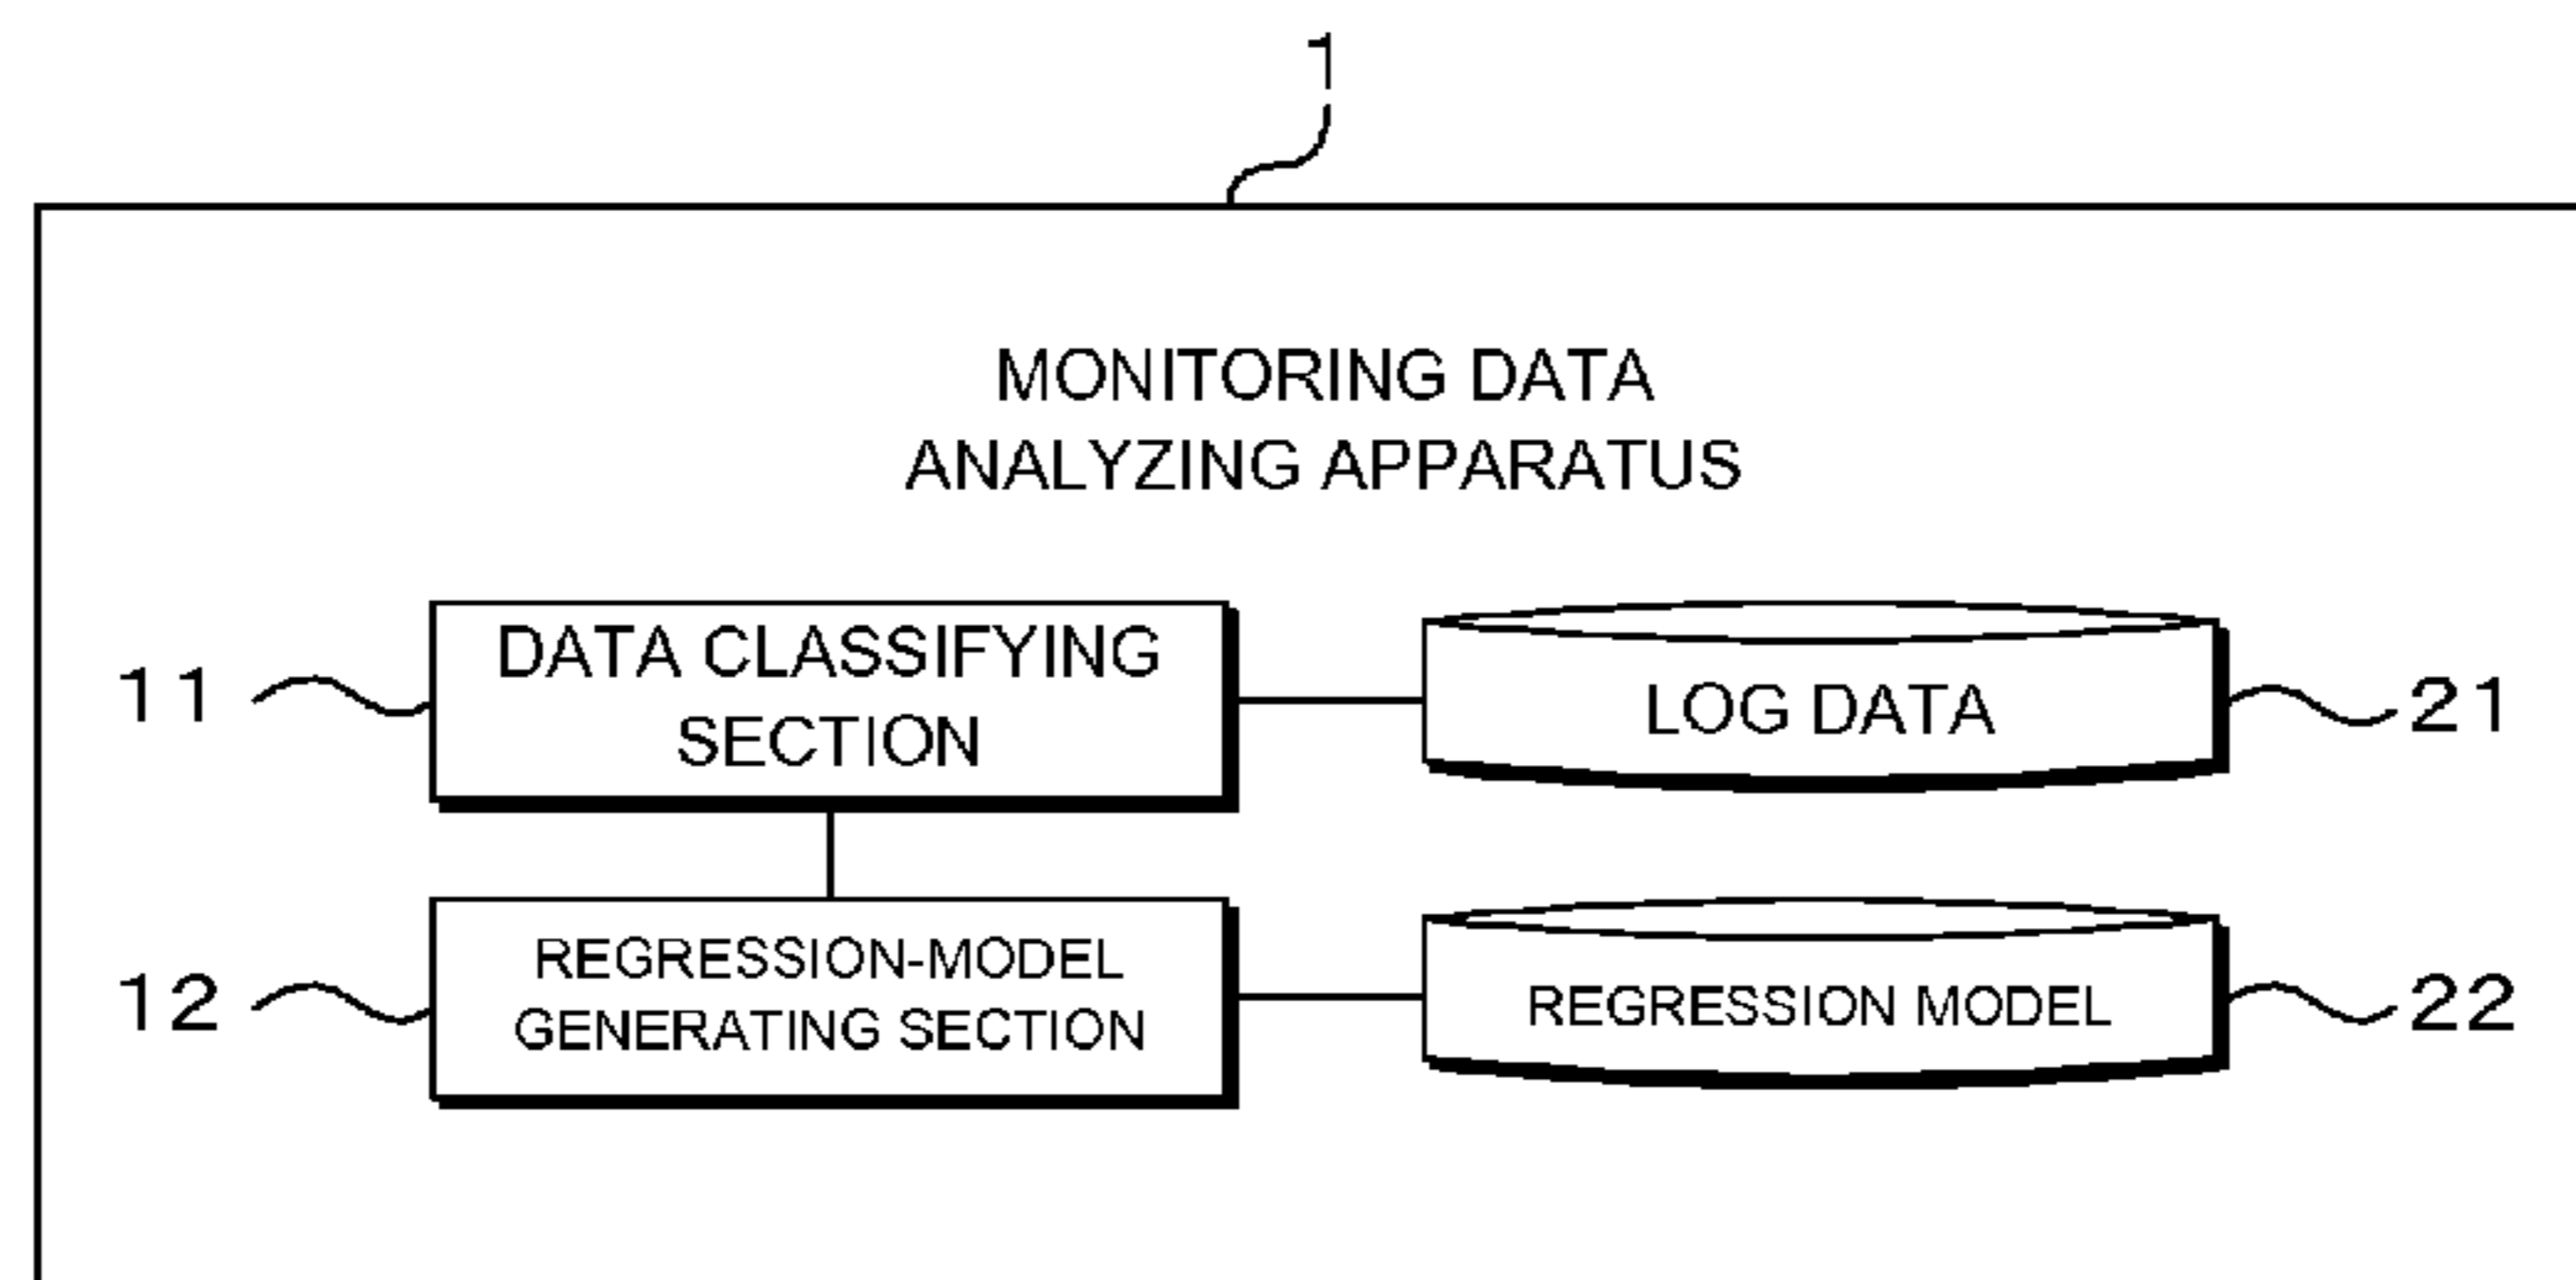 1
MONITORING DATA
ANALYZING APPARATUS
11
DATA CLASSIFYING
SECTION
LOG DATA
21
12
REGRESSION-MODEL
GENERATING SECTION
REGRESSION MODEL
22